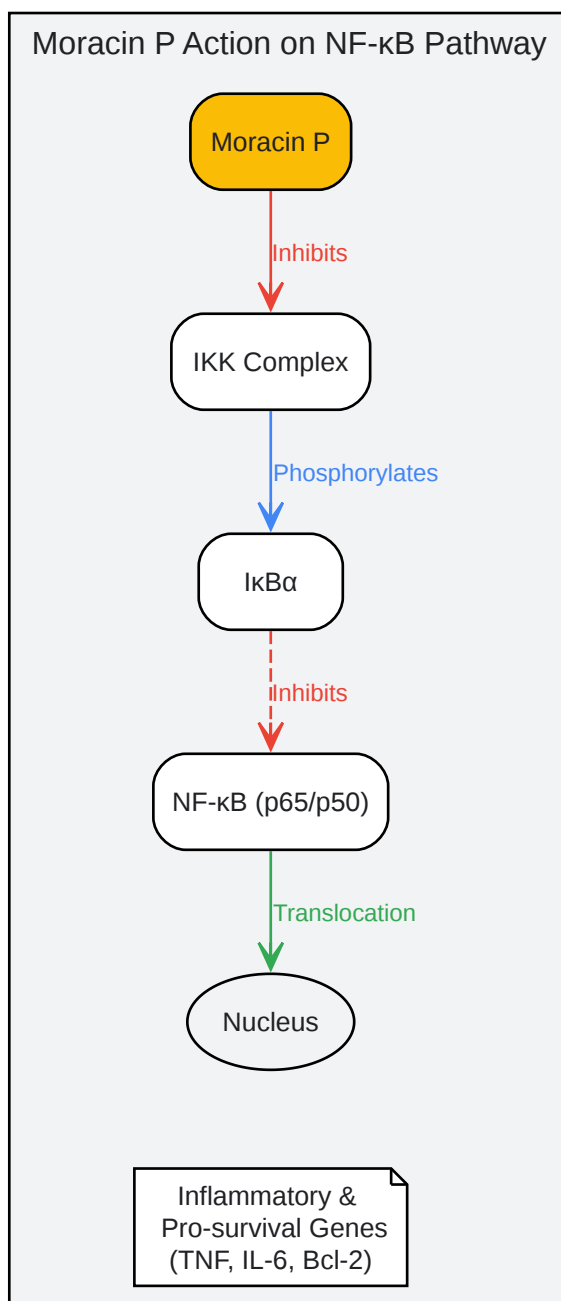 Moracin P Action on NF-κB Pathway
Moracin P
Inhibits
IKK Complex
Phosphorylates
IκBα
Inhibits
NF-κB (p65/p50)
Translocation
Nucleus
Inflammatory &
Pro-survival Genes
(TNF, IL-6, Bcl-2)